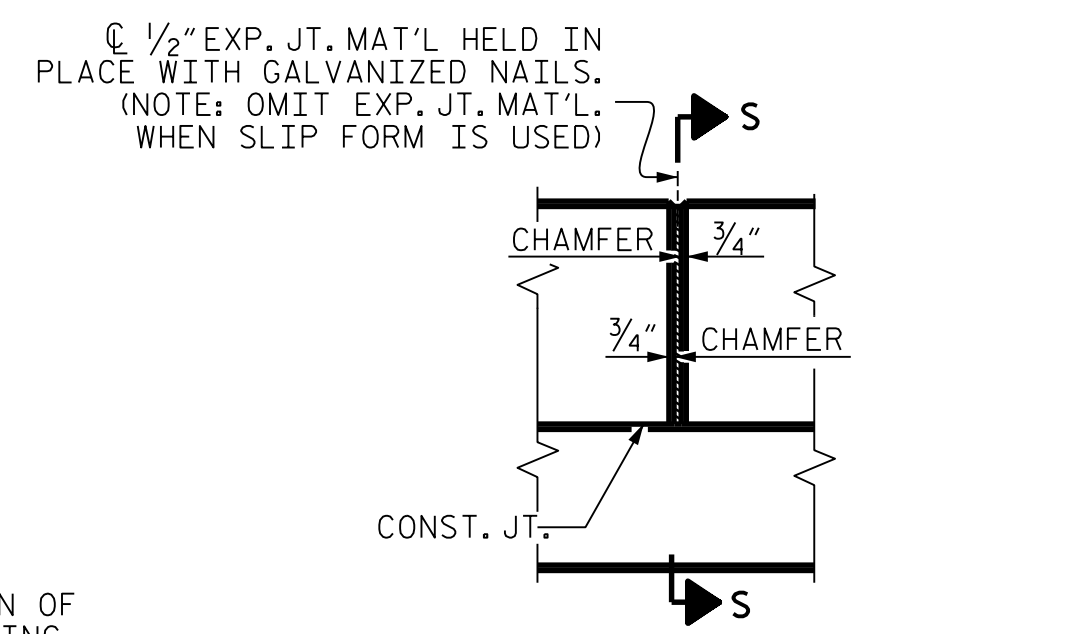 ℄ 1/2" EXP. JT. MAT'L HELD IN
PLACE WITH GALVANIZED NAILS.
(NOTE: OMIT EXP. JT. MAT'L.
WHEN SLIP FORM IS USED)
S
CHAMFER 3/4"
3/4" CHAMFER
CONST. JT.
S
N OF